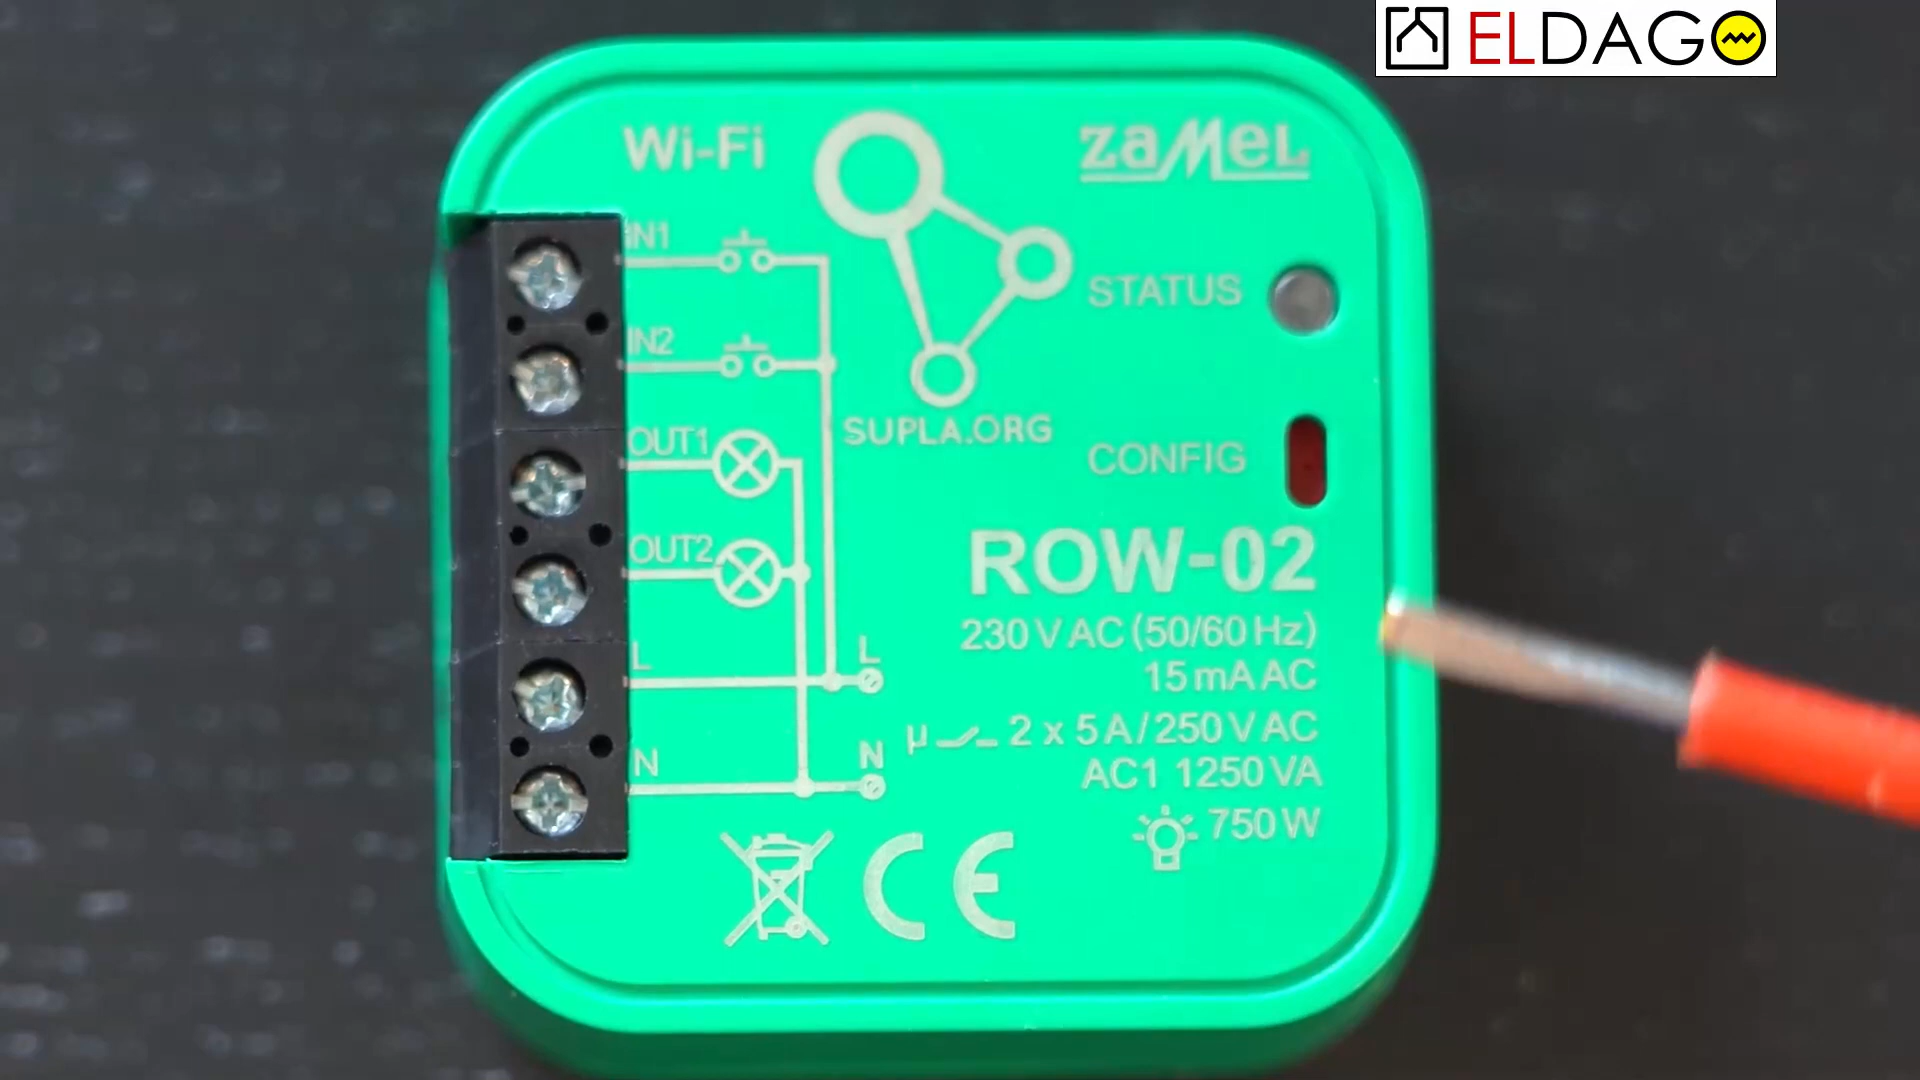 ELDAGO
Wi-Fi
zaMeL
IN1
STATUS
IN2
SUPLA.ORG
OUT1
CONFIG
OUT2
ROW-02
230 V AC (50/60 Hz)
L
L
15 mA AC
µ 2 x 5 A / 250 V AC
N
N
AC1 1250 VA
750 W
CE